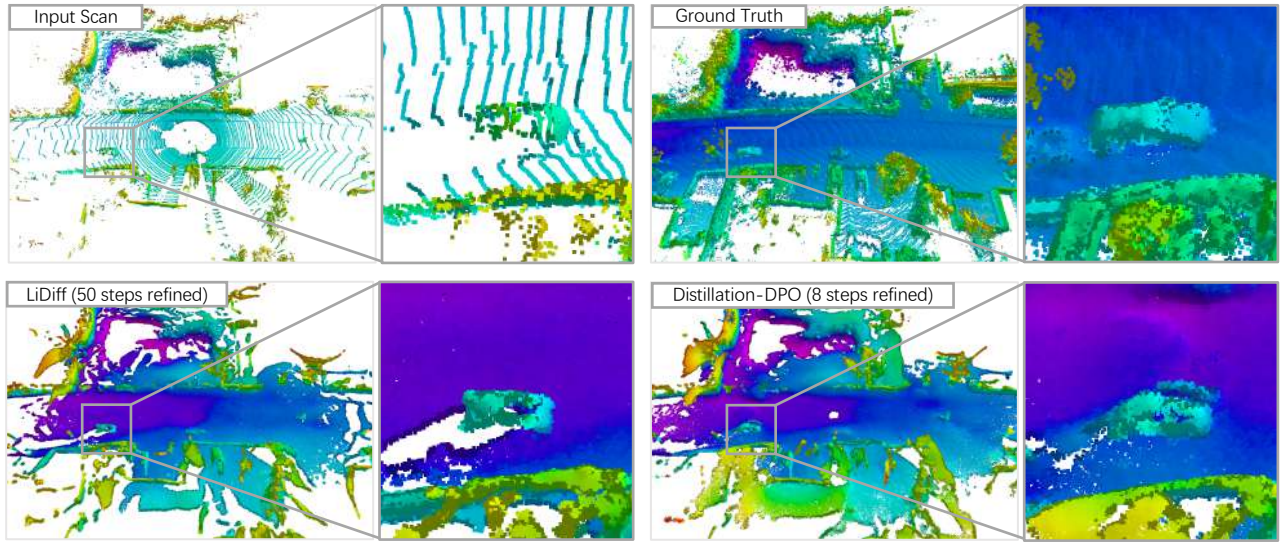 Input Scan
Ground Truth
LiDiff (50 steps refined)
Distillation-DPO (8 steps refined)